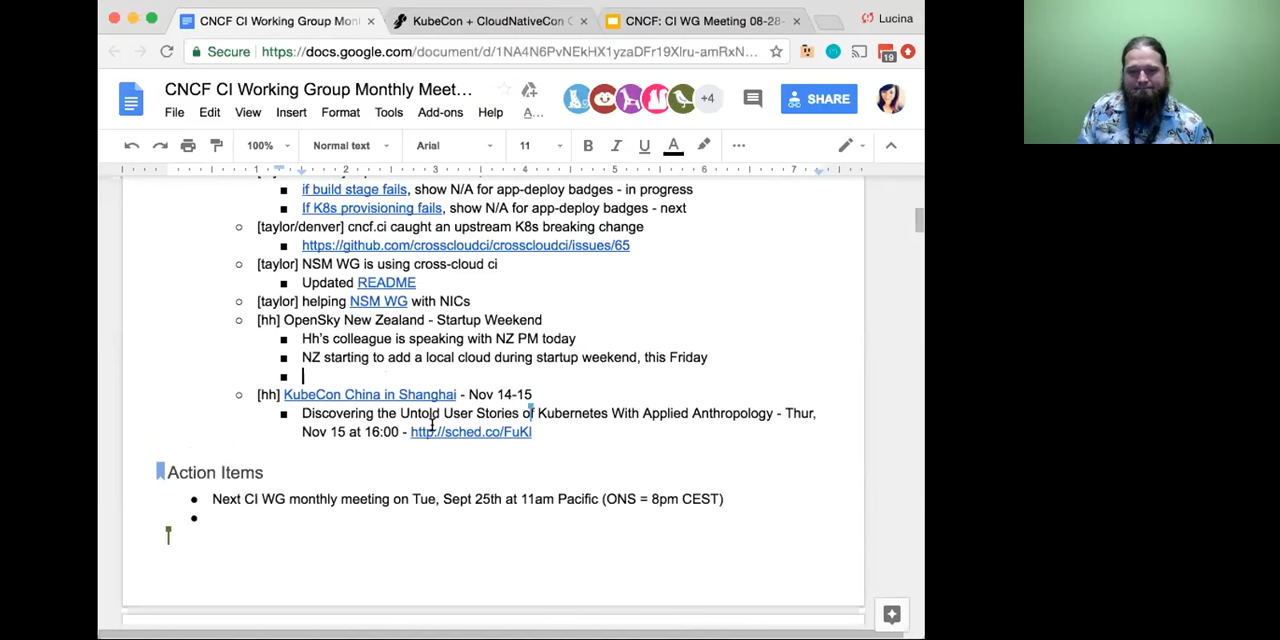 CNCF CI Working Group Mon
KubeCon + CloudNativeCon C
CNCF: CI WG Meeting 08-28-
Lucina
Secure
https://docs.google.com/document/d/1NA4N6PvNEkHX1yzaDFr19Xlru-amRxN...
19
CNCF CI Working Group Monthly Meet...
File Edit View Insert Format Tools Add-ons Help A...
+4
SHARE
100% Normal text Arial 11 B I U A
1 2 3 4 5 6 7
if build stage fails, show N/A for app-deploy badges - in progress
If K8s provisioning fails, show N/A for app-deploy badges - next
[taylor/denver] cncf.ci caught an upstream K8s breaking change
https://github.com/crosscloudci/crosscloudci/issues/65
[taylor] NSM WG is using cross-cloud ci
Updated README
[taylor] helping NSM WG with NICs
[hh] OpenSky New Zealand - Startup Weekend
Hh's colleague is speaking with NZ PM today
NZ starting to add a local cloud during startup weekend, this Friday
[hh] KubeCon China in Shanghai - Nov 14-15
Discovering the Untold User Stories of Kubernetes With Applied Anthropology - Thur,
Nov 15 at 16:00 - http://sched.co/FuKl
Action Items
Next CI WG monthly meeting on Tue, Sept 25th at 11am Pacific (ONS = 8pm CEST)